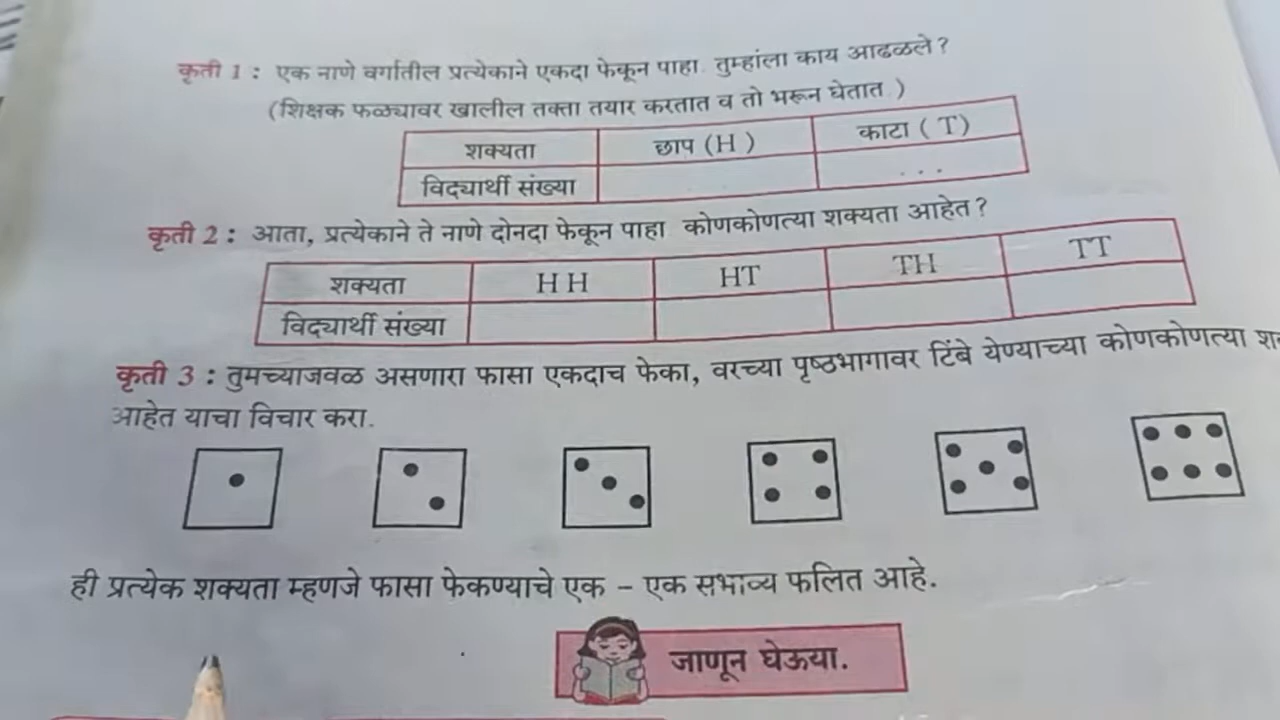 कृती 1 : एक नाणे वर्गातील प्रत्येकाने एकदा फेकून पाहा. तुम्हांला काय आढळले?
(शिक्षक फळ्यावर खालील तक्ता तयार करतात व तो भरून घेतात.)
शक्यता छाप (H) काटा (T)
विद्यार्थी संख्या ...
कृती 2 : आता, प्रत्येकाने ते नाणे दोनदा फेकून पाहा कोणकोणत्या शक्यता आहेत?
शक्यता H H HT TH TT
विद्यार्थी संख्या
कृती 3 : तुमच्याजवळ असणारा फासा एकदाच फेका, वरच्या पृष्ठभागावर टिंबे येण्याच्या कोणकोणत्या
आहेत याचा विचार करा.
ही प्रत्येक शक्यता म्हणजे फासा फेकण्याचे एक - एक संभाव्य फलित आहे.
जाणून घेऊया.